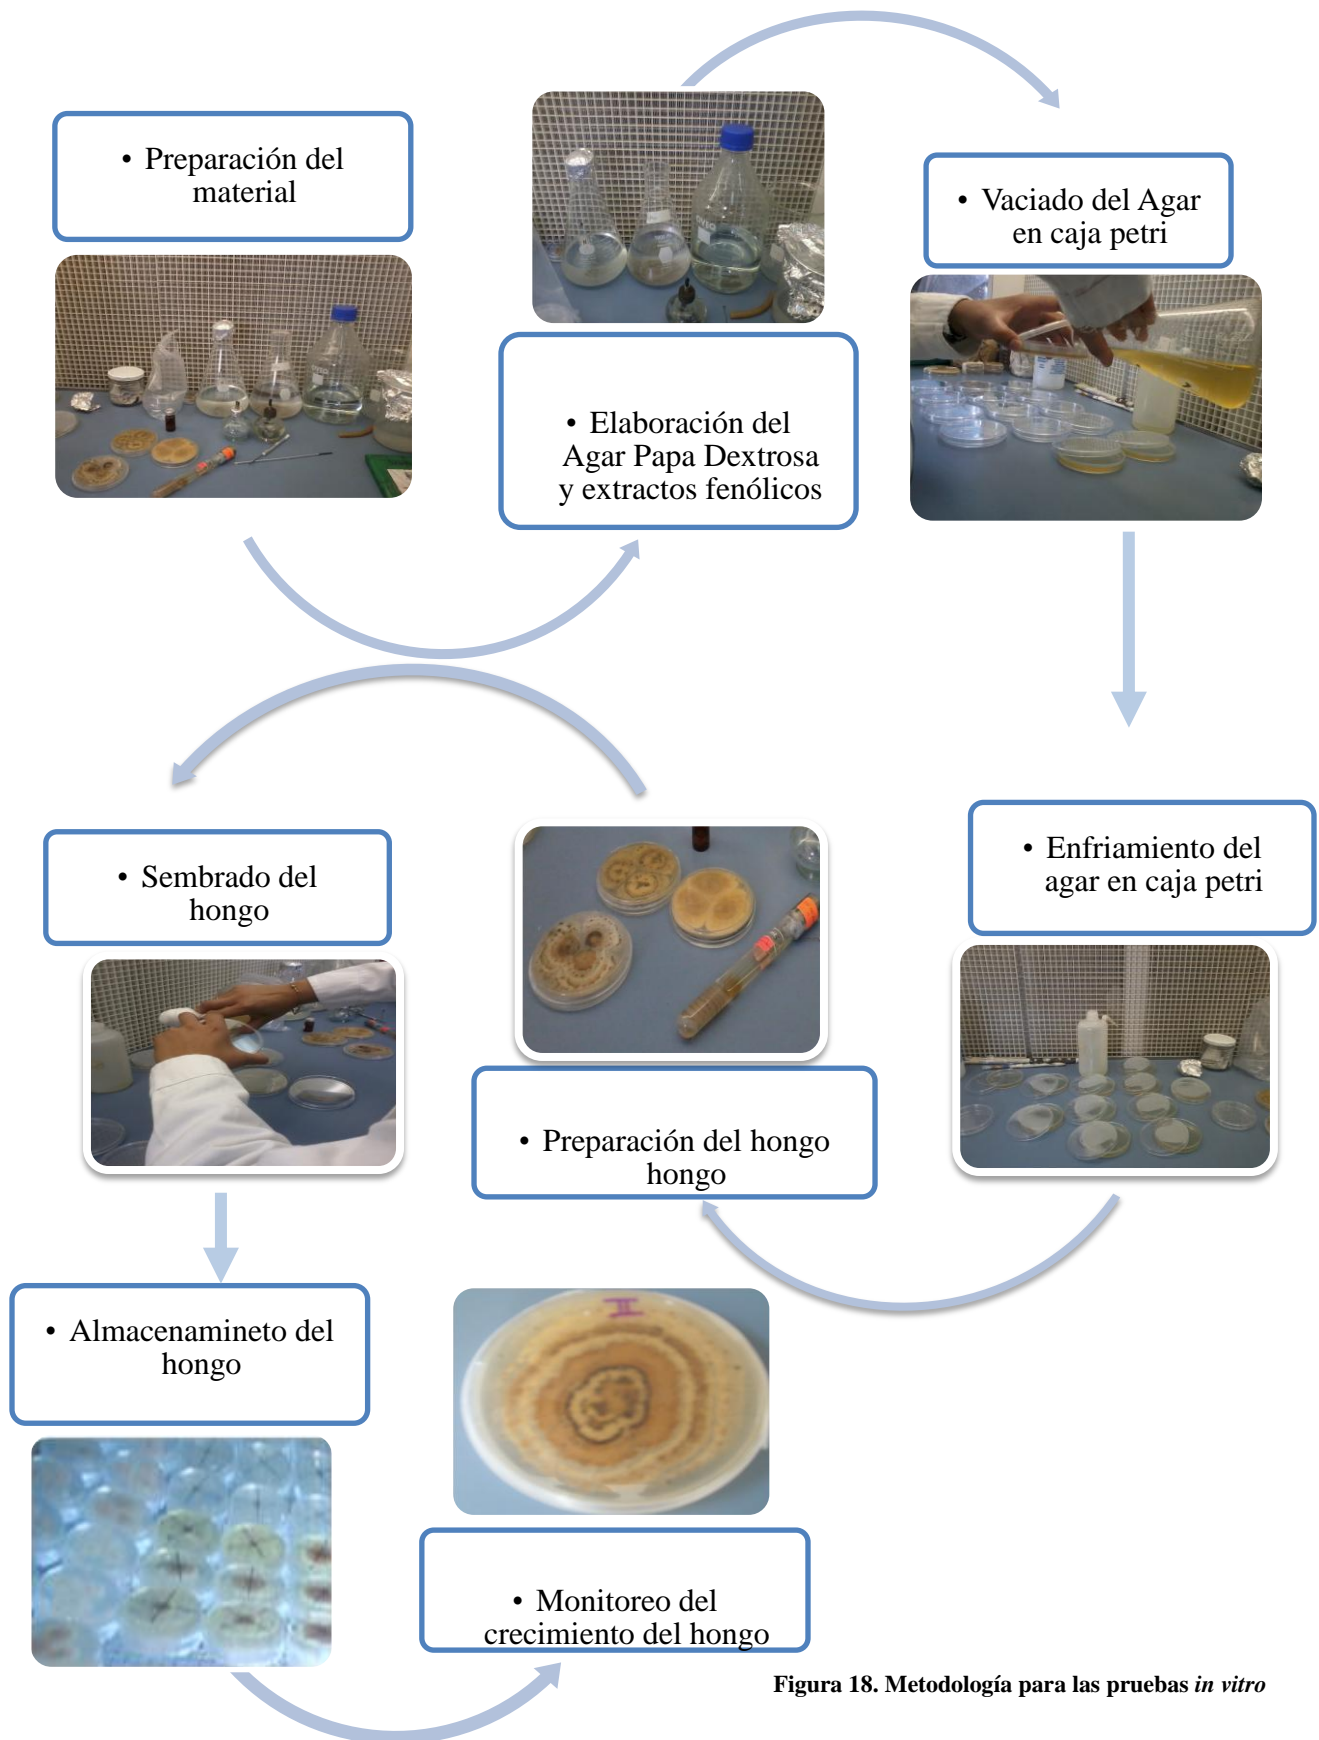 • Preparación del
material
• Elaboración del
Agar Papa Dextrosa
y extractos fenólicos
• Vaciado del Agar
en caja petri
• Enfriamiento del
agar en caja petri
• Preparación del hongo
hongo
• Sembrado del
hongo
• Almacenamineto del
hongo
• Monitoreo del
crecimiento del hongo
II
Figura 18. Metodología para las pruebas in vitro